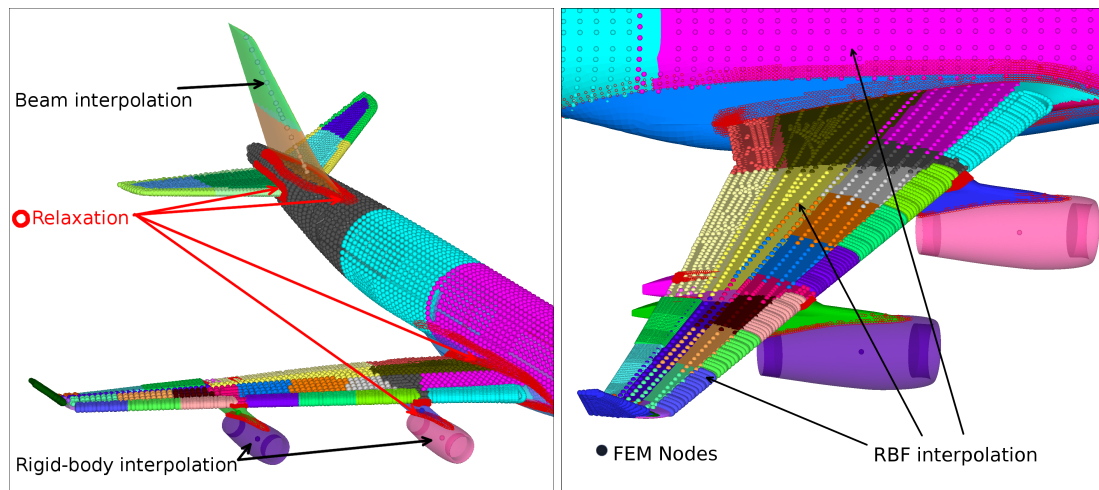 Beam interpolation
Relaxation
Rigid-body interpolation
FEM Nodes
RBF interpolation